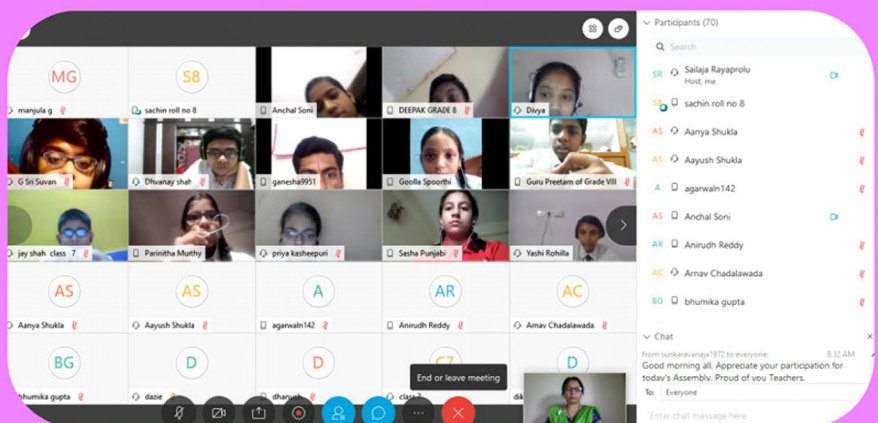 MG
manjula g
S8
sachin roll no 8
Anchal Soni
DEEPAK GRADE 8
Divya
G Sri Suvan
Dhvanay shah
ganesha9951
Goolla Spoorthi
Guru Preetam of Grade VIII
jay shah class 7
Parinitha Murthy
priya kasheepuri
Sasha Punjabi
Yashi Rohilla
AS
Aanya Shukla
AS
Aayush Shukla
A
agarwaln142
AR
Anirudh Reddy
AC
Arnav Chadalawada
BG
bhumika gupta
D
dazie
D
dhanush
CZ
class
D
dik
End or leave meeting
Participants (70)
Search
SR
Sailaja Rayaprolu
Host, me
S8
sachin roll no 8
AS
Aanya Shukla
AS
Aayush Shukla
A
agarwaln142
AS
Anchal Soni
AR
Anirudh Reddy
AC
Arnav Chadalawada
BG
bhumika gupta
Chat
from sunkaravanaja1972 to everyone: 8:32 AM
Good morning all. Appreciate your participation for
today's Assembly. Proud of you Teachers.
To: Everyone
Enter chat message here